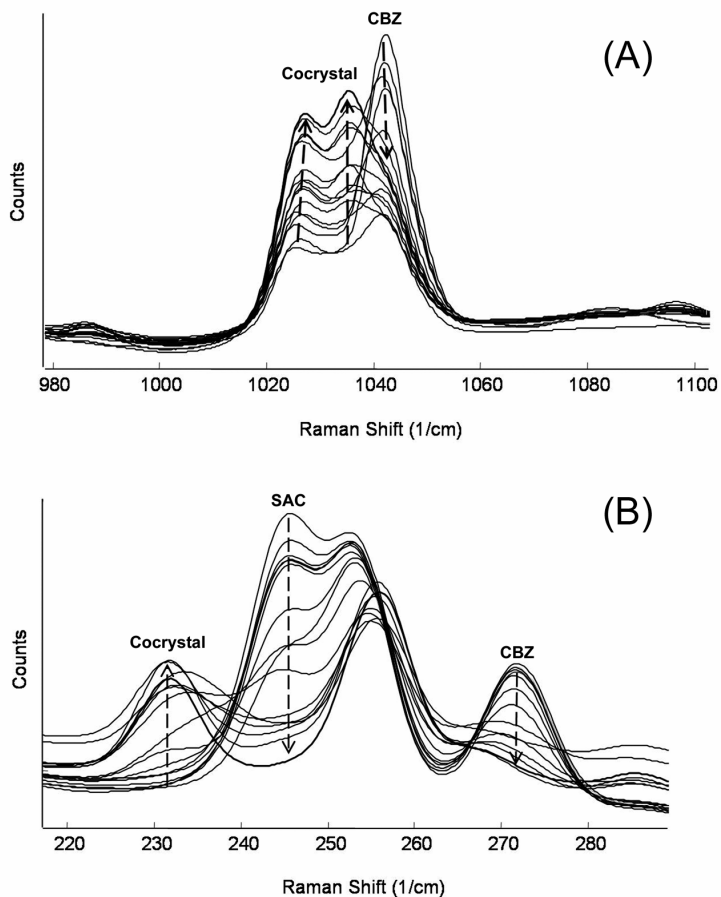 CBZ
(A)
Cocrystal
Counts
980 1000 1020 1040 1060 1080 1100
Raman Shift (1/cm)
SAC
(B)
Cocrystal
CBZ
Counts
220 230 240 250 260 270 280
Raman Shift (1/cm)